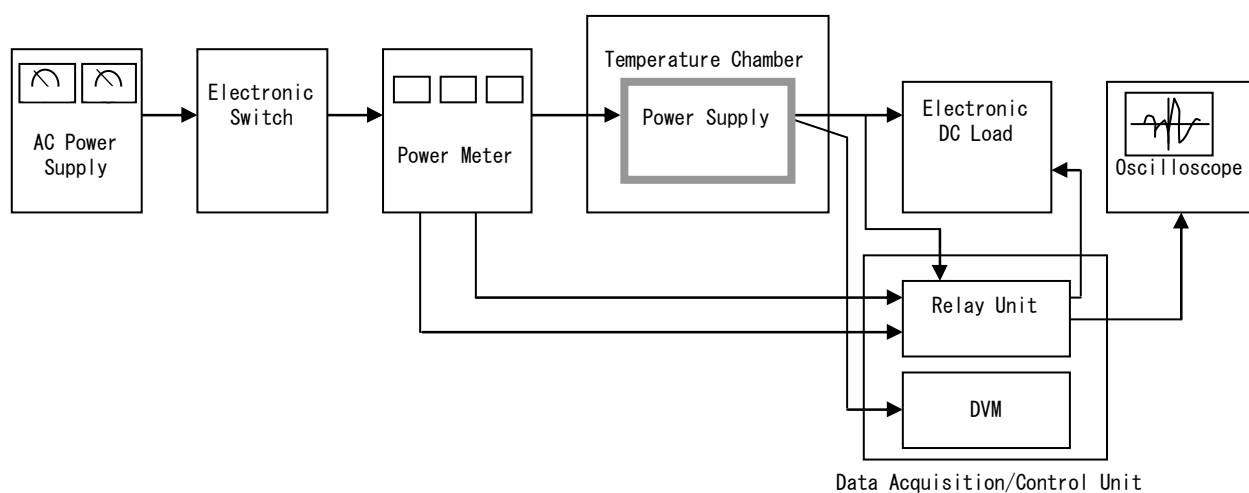 AC Power
Supply
Electronic
Switch
Power Meter
Temperature Chamber
Power Supply
Electronic
DC Load
Oscilloscope
Relay Unit
DVM
Data Acquisition/Control Unit